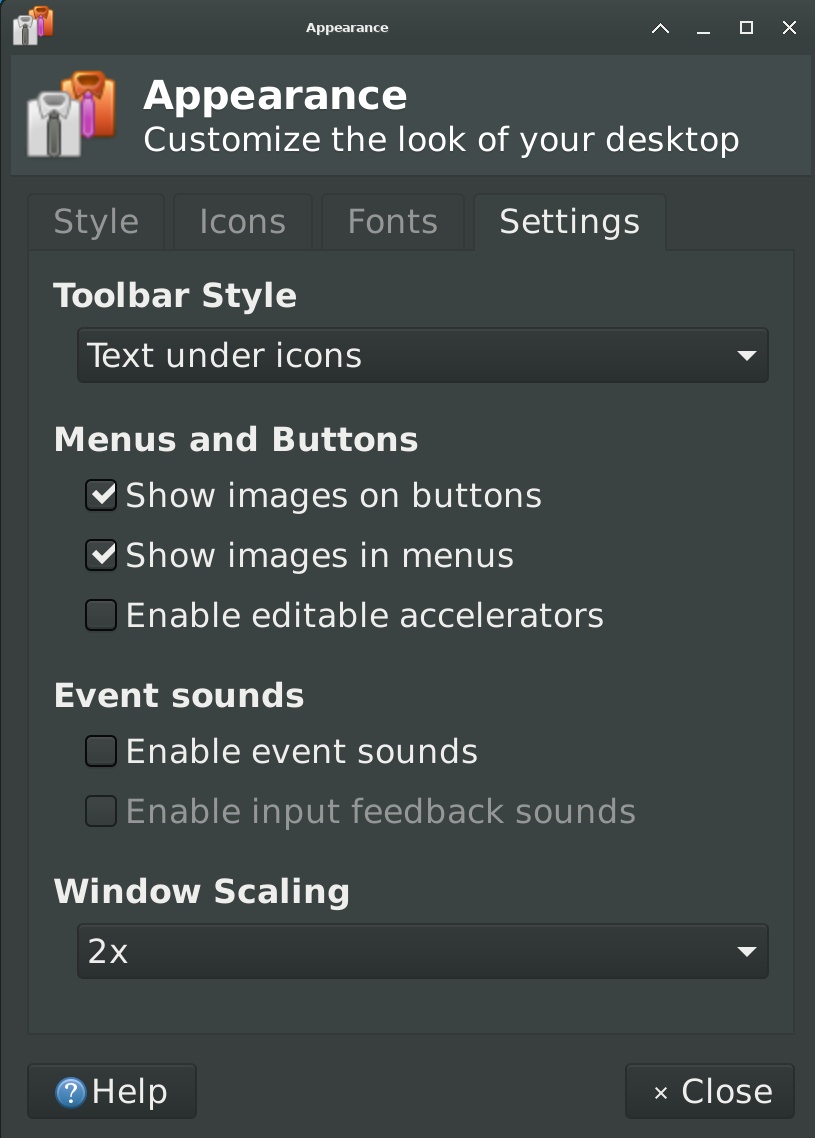 Appearance
Appearance
Customize the look of your desktop
Style Icons Fonts Settings
Toolbar Style
Text under icons
Menus and Buttons
Show images on buttons
Show images in menus
Enable editable accelerators
Event sounds
Enable event sounds
Enable input feedback sounds
Window Scaling
2x
Help Close